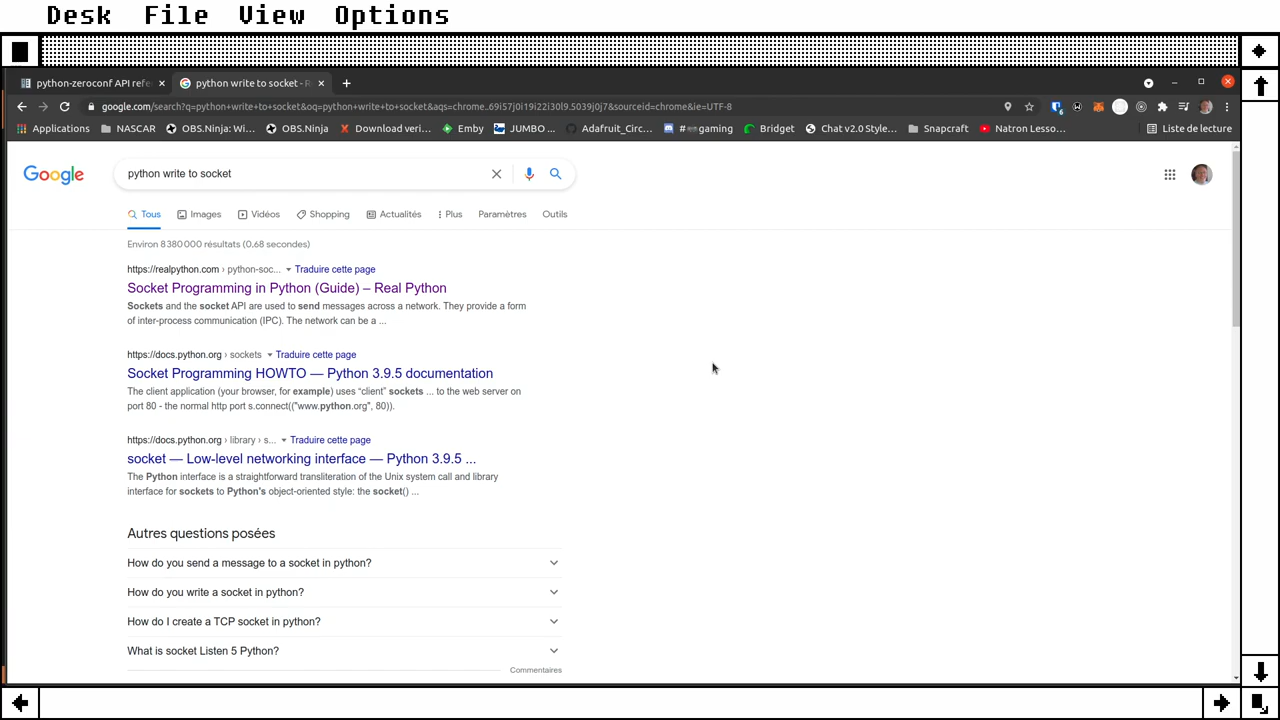 Desk File View Options
python-zeroconf API refe
python write to socket - R
google.com/search?q=python+write+to+socket&oq=python+write+to+socket&aqs=chrome..69i57j0i19i22i30l9.5039j0j7&sourceid=chrome&ie=UTF-8
Applications NASCAR OBS.Ninja: Wi... OBS.Ninja Download veri... Emby JUMBO ... Adafruit_Circ... gaming Bridget Chat v2.0 Style... Snapcraft Natron Lesso... Liste de lecture
Google
python write to socket
Tous Images Vidéos Shopping Actualités Plus Paramètres Outils
Environ 8 380 000 résultats (0,68 secondes)
https://realpython.com › python-soc... Traduire cette page
Socket Programming in Python (Guide) – Real Python
Sockets and the socket API are used to send messages across a network. They provide a form
of inter-process communication (IPC). The network can be a ...
https://docs.python.org › sockets Traduire cette page
Socket Programming HOWTO — Python 3.9.5 documentation
The client application (your browser, for example) uses “client” sockets ... to the web server on
port 80 - the normal http port s.connect(("www.python.org", 80)).
https://docs.python.org › library › s... Traduire cette page
socket — Low-level networking interface — Python 3.9.5 ...
The Python interface is a straightforward transliteration of the Unix system call and library
interface for sockets to Python's object-oriented style: the socket() ...
Autres questions posées
How do you send a message to a socket in python?
How do you write a socket in python?
How do I create a TCP socket in python?
What is socket Listen 5 Python?
Commentaires